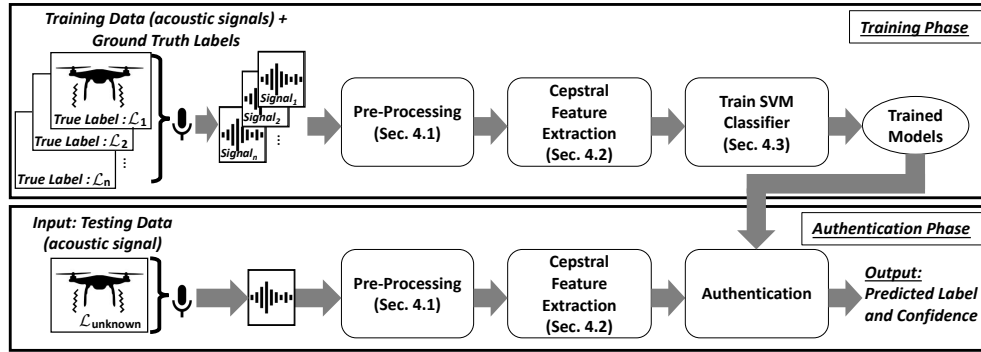 Training Data (acoustic signals) +
Ground Truth Labels
Training Phase
True Label : ℒ1
True Label : ℒ2
⋮
True Label : ℒn
Signal1
Signal2
⋮
Signaln
Pre-Processing
(Sec. 4.1)
Cepstral
Feature
Extraction
(Sec. 4.2)
Train SVM
Classifier
(Sec. 4.3)
Trained
Models
Input: Testing Data
(acoustic signal)
Authentication Phase
ℒunknown
Pre-Processing
(Sec. 4.1)
Cepstral
Feature
Extraction
(Sec. 4.2)
Authentication
Output:
Predicted Label
and Confidence